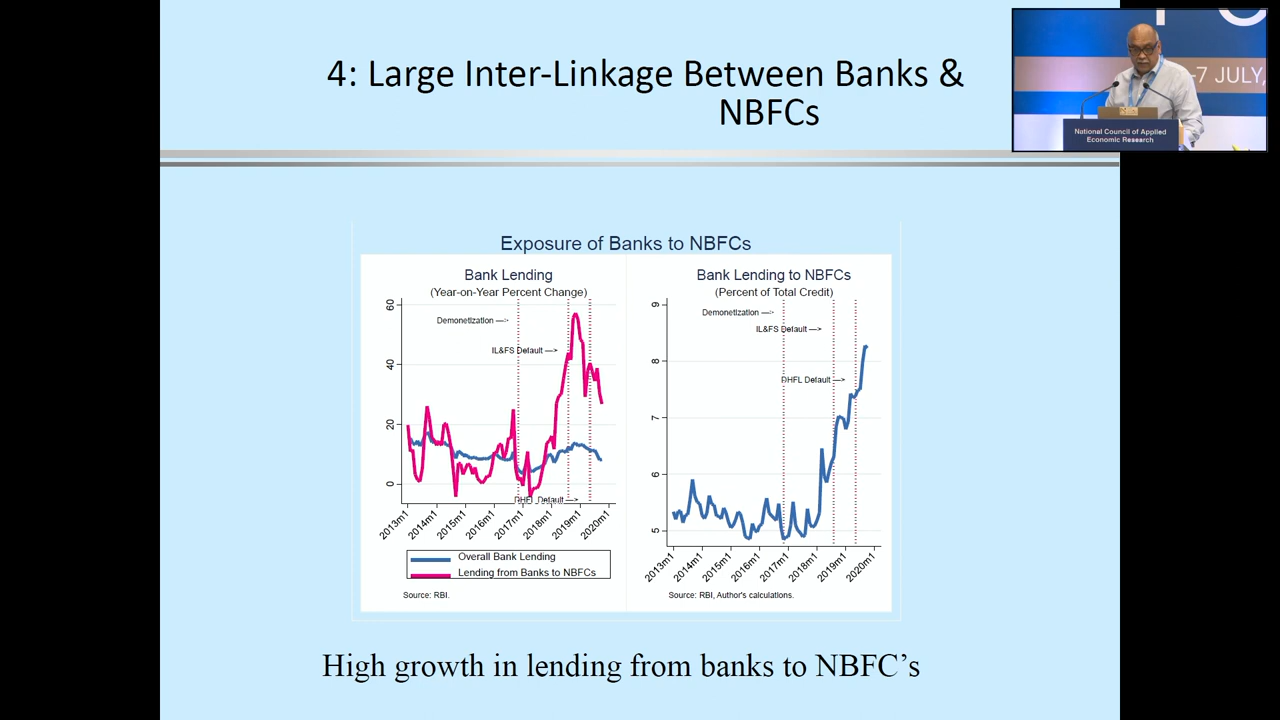 4: Large Inter-Linkage Between Banks &
NBFCs
7 JULY,
National Council of Applied
Economic Research
Exposure of Banks to NBFCs
Bank Lending
(Year-on-Year Percent Change)
60
40
20
0
Demonetization —>
IL&FS Default —>
DHFL Default —>
2013m1
2014m1
2015m1
2016m1
2017m1
2018m1
2019m1
2020m1
Overall Bank Lending
Lending from Banks to NBFCs
Source: RBI.
Bank Lending to NBFCs
(Percent of Total Credit)
9
8
7
6
5
Demonetization —>
IL&FS Default —>
DHFL Default —>
2013m1
2014m1
2015m1
2016m1
2017m1
2018m1
2019m1
2020m1
Source: RBI, Author's calculations.
High growth in lending from banks to NBFC’s